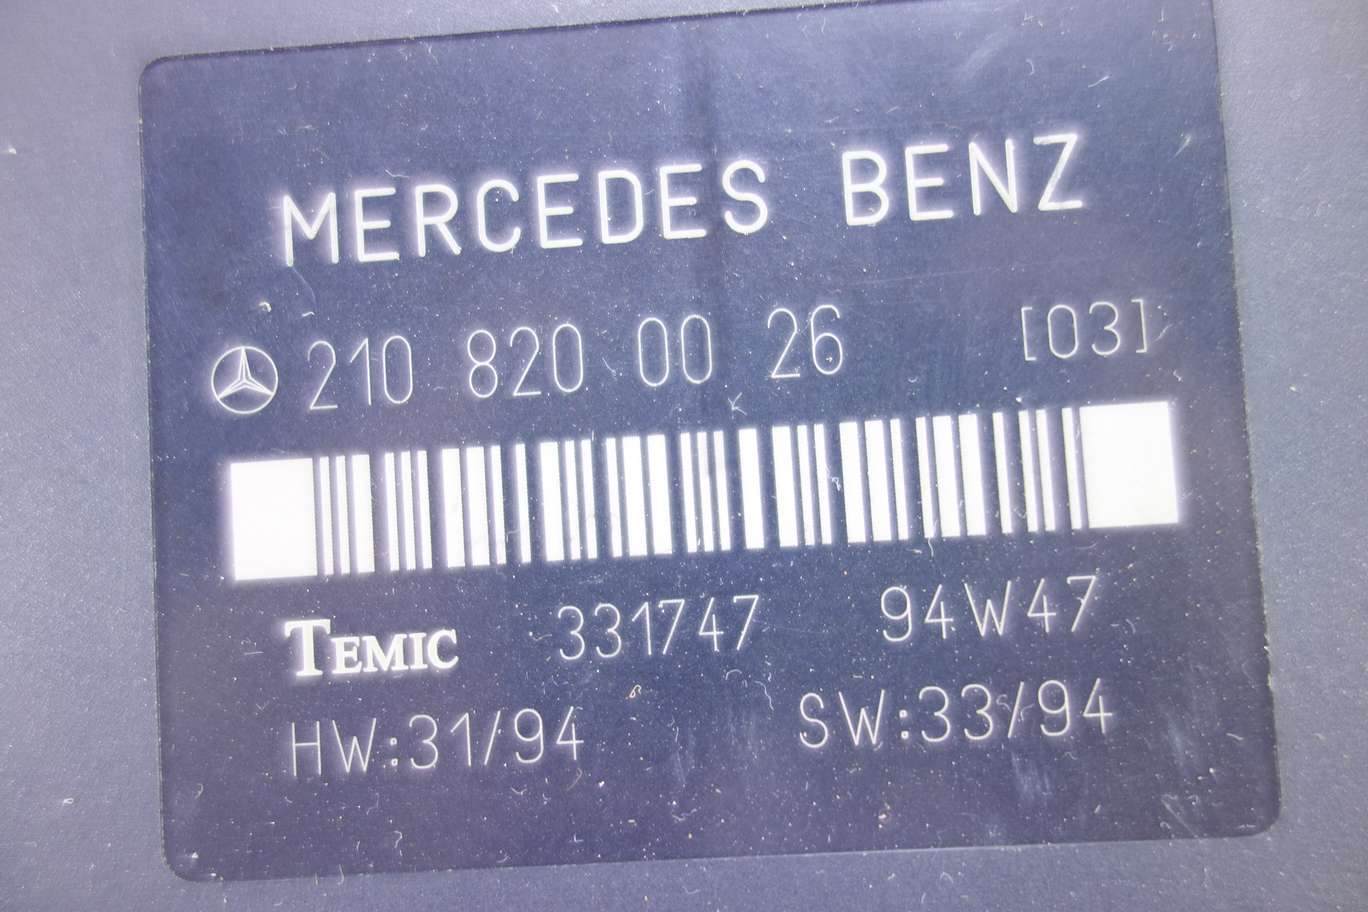 MERCEDES BENZ
210 820 00 26 [03]
TEMIC 331747 94W47
HW:31/94 SW:33/94